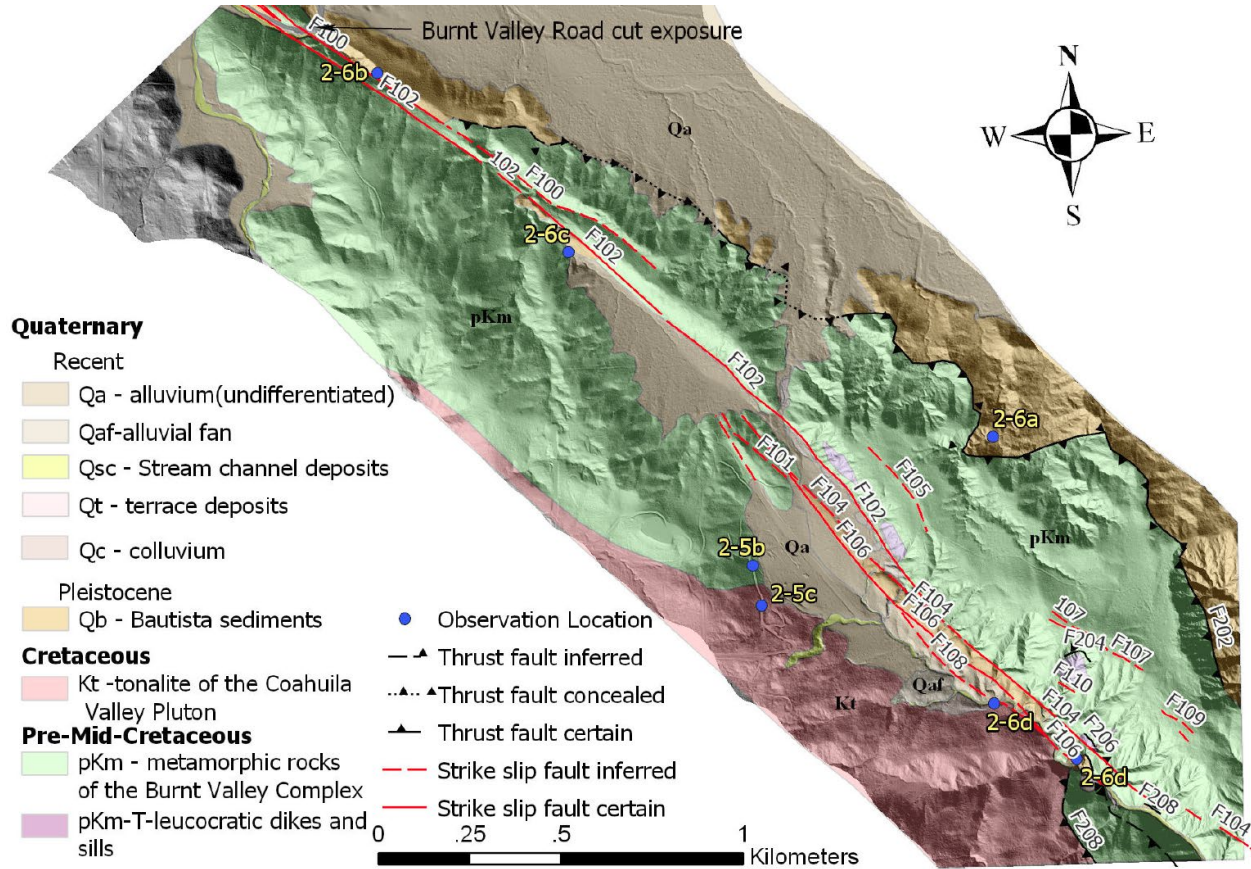 Burnt Valley Road cut exposure
F100
2-6b
F102
Qa
N
W
E
S
102
F100
2-6c
F102
pKm
F102
2-6a
F101
F105
F104
F102
pKm
F106
2-5b
Qa
2-5c
F104
F106
107
F107
F204
F202
F108
F110
Qaf
Kt
2-6d
F104
F109
F206
F106
2-6d
F208
F104
F208
Quaternary
Recent
Qa - alluvium(undifferentiated)
Qaf-alluvial fan
Qsc - Stream channel deposits
Qt - terrace deposits
Qc - colluvium
Pleistocene
Qb - Bautista sediments
Cretaceous
Kt -tonalite of the Coahuila
Valley Pluton
Pre-Mid-Cretaceous
pKm - metamorphic rocks
of the Burnt Valley Complex
pKm-T-leucocratic dikes and
sills
Observation Location
Thrust fault inferred
Thrust fault concealed
Thrust fault certain
Strike slip fault inferred
Strike slip fault certain
0 .25 .5 1
Kilometers